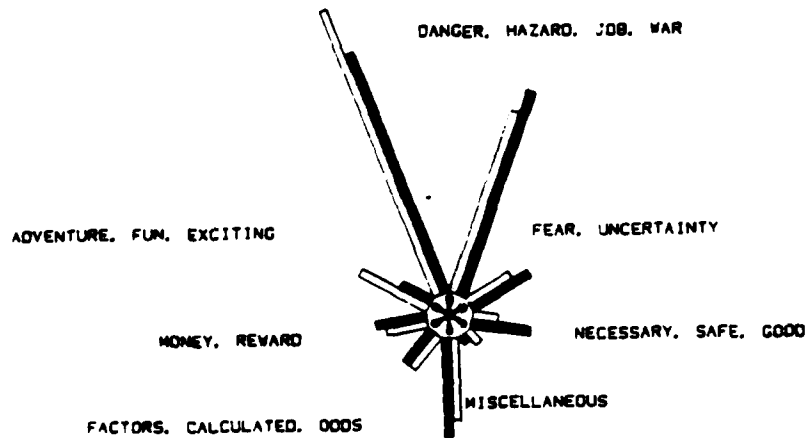 DANGER. HAZARD. JOB. WAR
ADVENTURE. FUN. EXCITING
FEAR. UNCERTAINTY
MONEY. REWARD
NECESSARY. SAFE. GOOD
MISCELLANEOUS
FACTORS. CALCULATED. ODDS